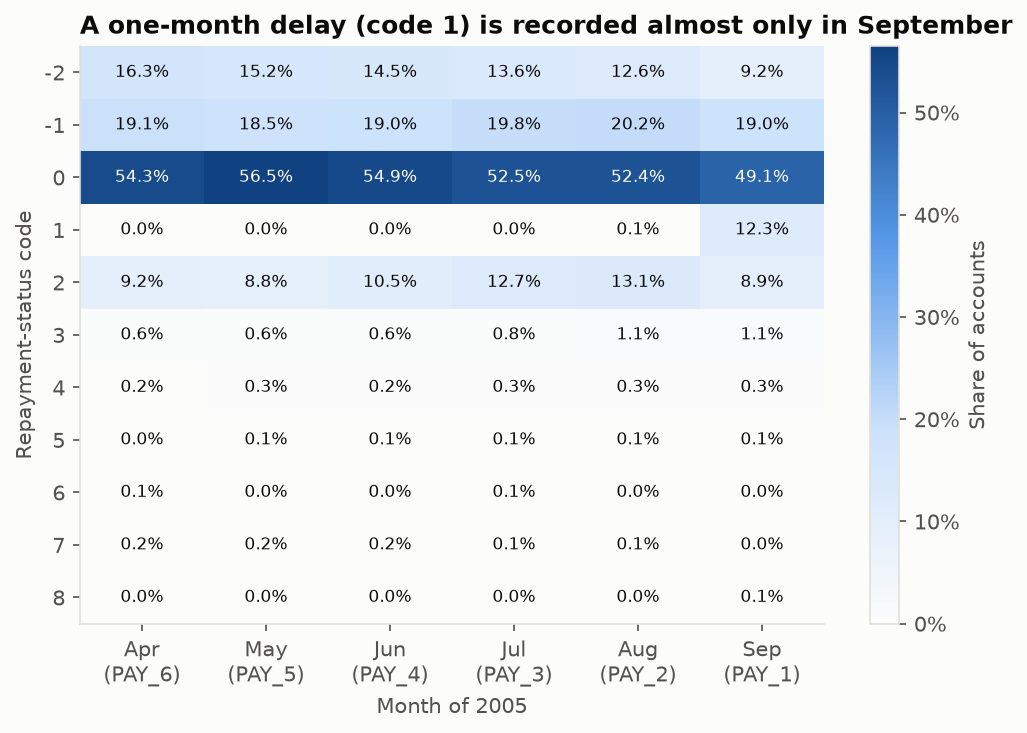 A one-month delay (code 1) is recorded almost only in September
-2 16.3% 15.2% 14.5% 13.6% 12.6% 9.2%
-1 19.1% 18.5% 19.0% 19.8% 20.2% 19.0%
0 54.3% 56.5% 54.9% 52.5% 52.4% 49.1%
1 0.0% 0.0% 0.0% 0.0% 0.1% 12.3%
2 9.2% 8.8% 10.5% 12.7% 13.1% 8.9%
3 0.6% 0.6% 0.6% 0.8% 1.1% 1.1%
4 0.2% 0.3% 0.2% 0.3% 0.3% 0.3%
5 0.0% 0.1% 0.1% 0.1% 0.1% 0.1%
6 0.1% 0.0% 0.0% 0.1% 0.0% 0.0%
7 0.2% 0.2% 0.2% 0.1% 0.1% 0.0%
8 0.0% 0.0% 0.0% 0.0% 0.0% 0.1%
Repayment-status code
Apr May Jun Jul Aug Sep
(PAY_6) (PAY_5) (PAY_4) (PAY_3) (PAY_2) (PAY_1)
Month of 2005
50%
40%
30%
20%
10%
0%
Share of accounts